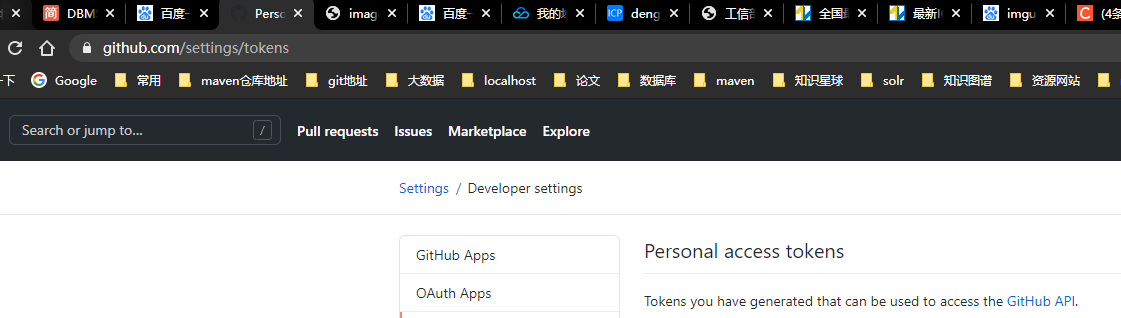 DBM 百度一 Perso image 百度一 我的域 deng 工信部 全国 最新I imgu (4条
github.com/settings/tokens
一下 Google 常用 maven仓库地址 git地址 大数据 localhost 论文 数据库 maven 知识星球 solr 知识图谱 资源网站
Search or jump to... / Pull requests Issues Marketplace Explore
Settings / Developer settings
GitHub Apps
Personal access tokens
OAuth Apps
Tokens you have generated that can be used to access the GitHub API.